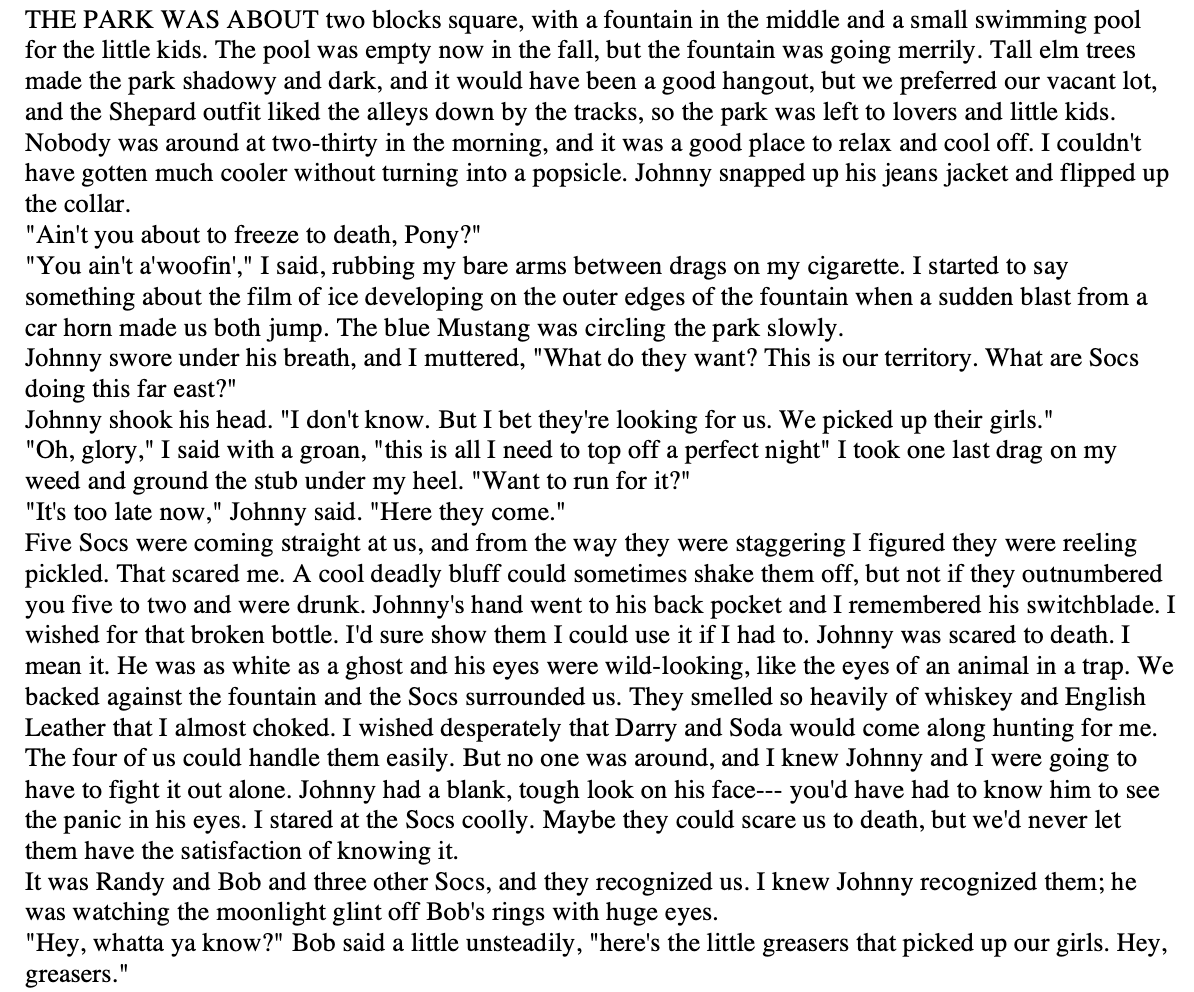 THE PARK WAS ABOUT two blocks square, with a fountain in the middle and a small swimming pool
for the little kids. The pool was empty now in the fall, but the fountain was going merrily. Tall elm trees
made the park shadowy and dark, and it would have been a good hangout, but we preferred our vacant lot,
and the Shepard outfit liked the alleys down by the tracks, so the park was left to lovers and little kids.
Nobody was around at two-thirty in the morning, and it was a good place to relax and cool off. I couldn't
have gotten much cooler without turning into a popsicle. Johnny snapped up his jeans jacket and flipped up
the collar.
"Ain't you about to freeze to death, Pony?"
"You ain't a'woofin'," I said, rubbing my bare arms between drags on my cigarette. I started to say
something about the film of ice developing on the outer edges of the fountain when a sudden blast from a
car horn made us both jump. The blue Mustang was circling the park slowly.
Johnny swore under his breath, and I muttered, "What do they want? This is our territory. What are Socs
doing this far east?"
Johnny shook his head. "I don't know. But I bet they're looking for us. We picked up their girls."
"Oh, glory," I said with a groan, "this is all I need to top off a perfect night" I took one last drag on my
weed and ground the stub under my heel. "Want to run for it?"
"It's too late now," Johnny said. "Here they come."
Five Socs were coming straight at us, and from the way they were staggering I figured they were reeling
pickled. That scared me. A cool deadly bluff could sometimes shake them off, but not if they outnumbered
you five to two and were drunk. Johnny's hand went to his back pocket and I remembered his switchblade. I
wished for that broken bottle. I'd sure show them I could use it if I had to. Johnny was scared to death. I
mean it. He was as white as a ghost and his eyes were wild-looking, like the eyes of an animal in a trap. We
backed against the fountain and the Socs surrounded us. They smelled so heavily of whiskey and English
Leather that I almost choked. I wished desperately that Darry and Soda would come along hunting for me.
The four of us could handle them easily. But no one was around, and I knew Johnny and I were going to
have to fight it out alone. Johnny had a blank, tough look on his face--- you'd have had to know him to see
the panic in his eyes. I stared at the Socs coolly. Maybe they could scare us to death, but we'd never let
them have the satisfaction of knowing it.
It was Randy and Bob and three other Socs, and they recognized us. I knew Johnny recognized them; he
was watching the moonlight glint off Bob's rings with huge eyes.
"Hey, whatta ya know?" Bob said a little unsteadily, "here's the little greasers that picked up our girls. Hey,
greasers."